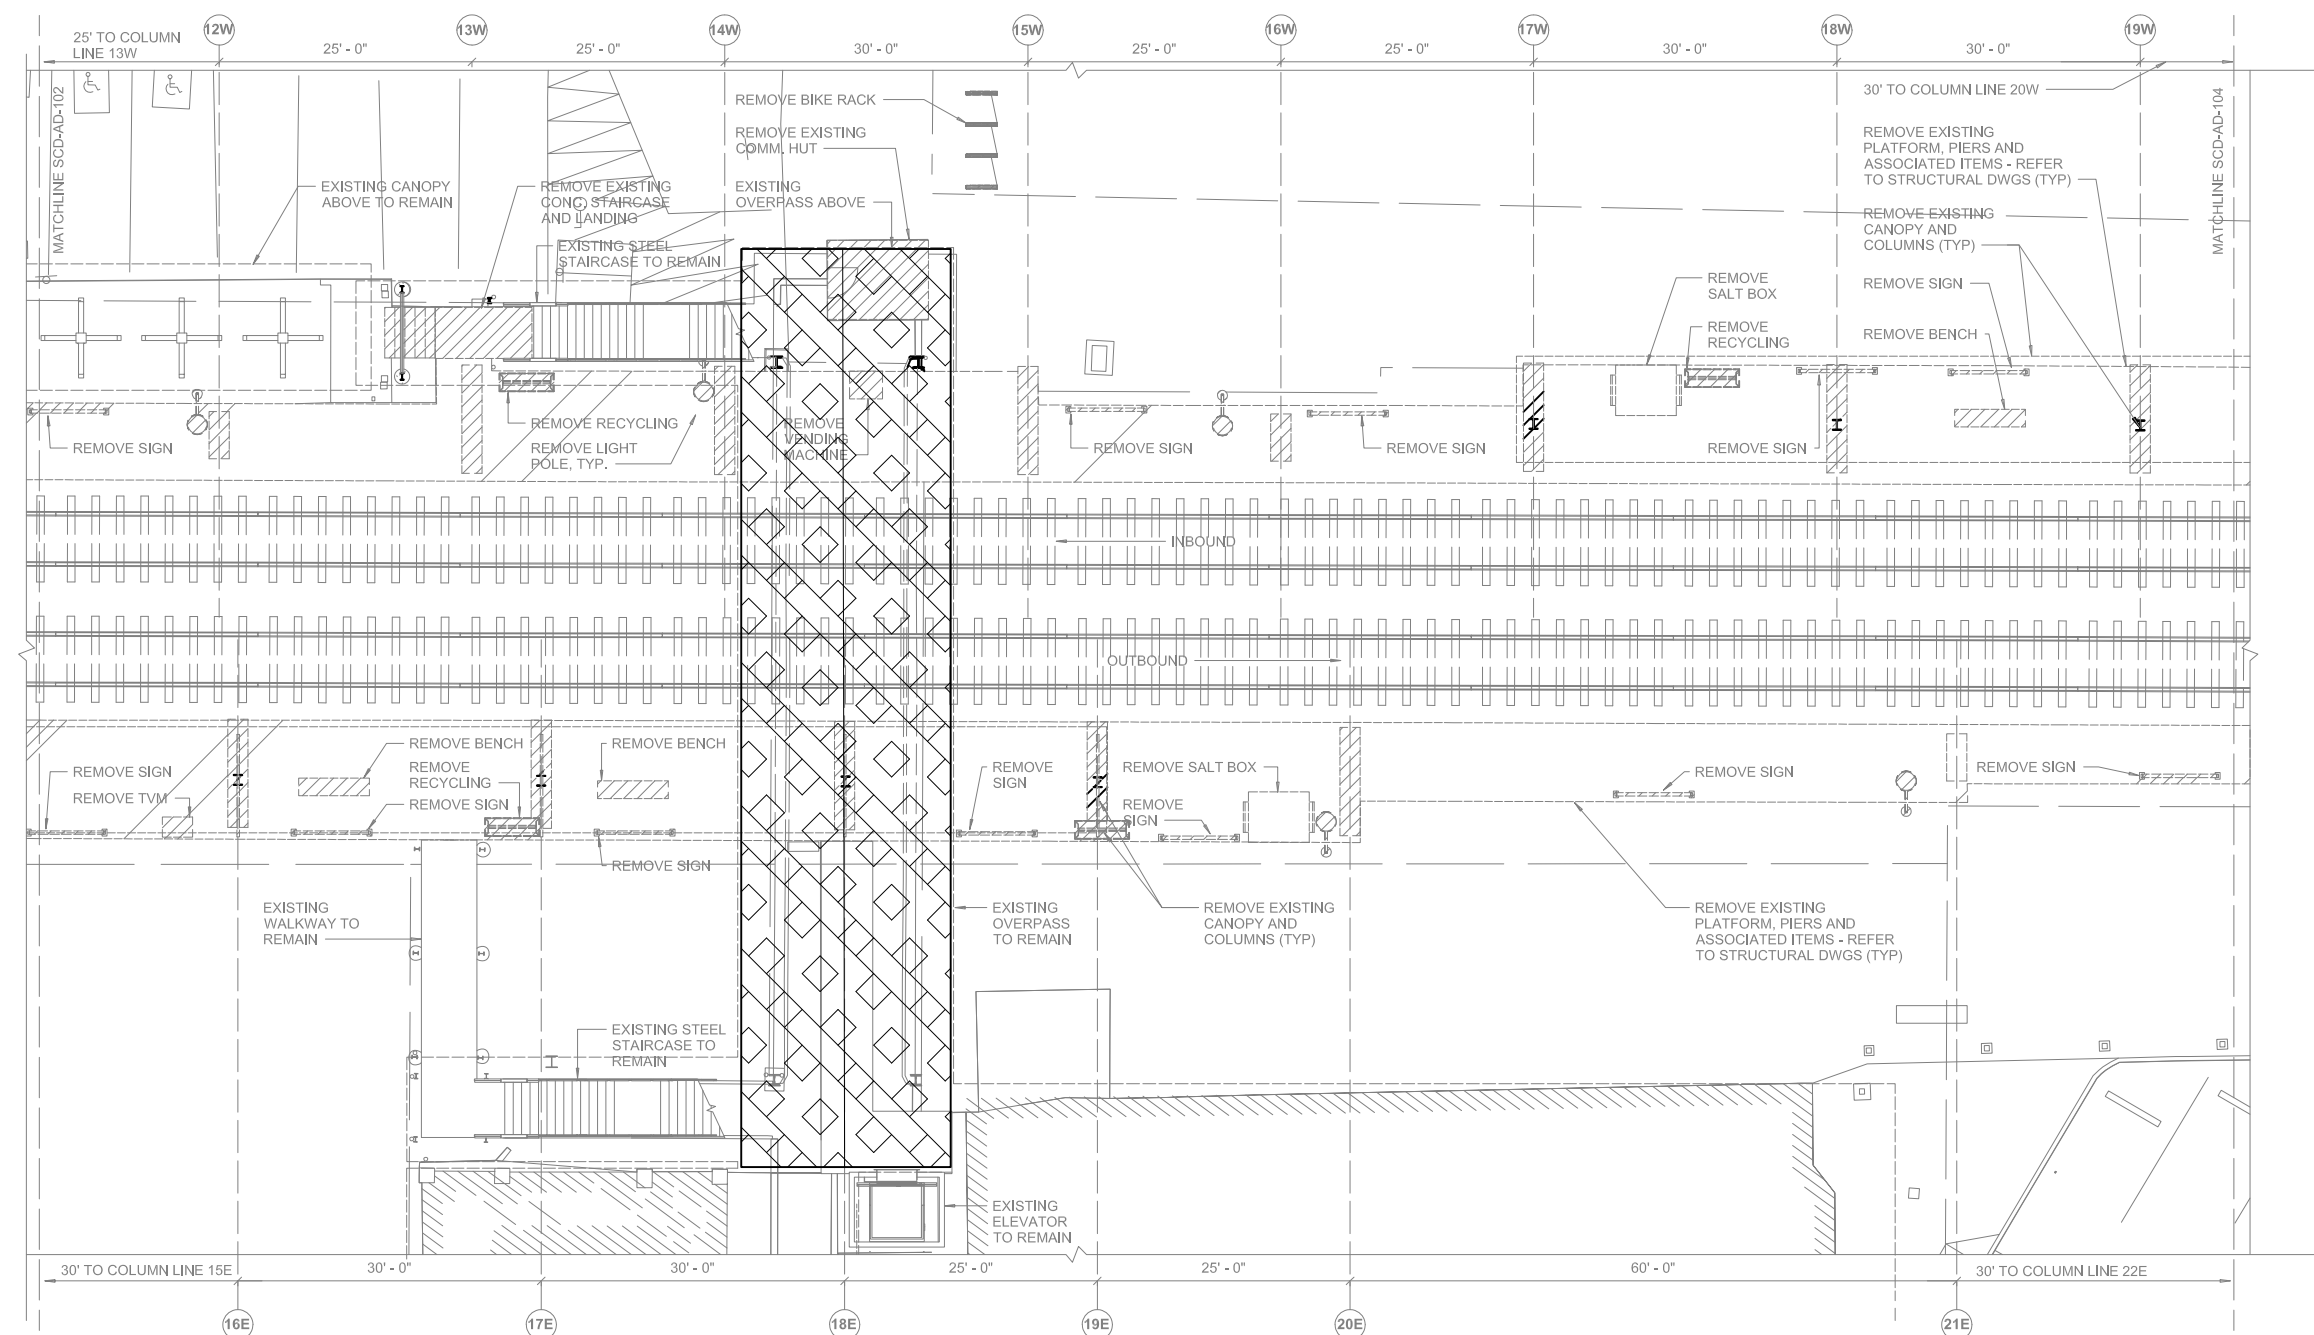 12W
13W
14W
15W
16W
17W
18W
19W
25' TO COLUMN
LINE 13W
25' - 0"
25' - 0"
30' - 0"
25' - 0"
25' - 0"
30' - 0"
30' - 0"
30' TO COLUMN LINE 20W
MATCHLINE SCD-AD-102
MATCHLINE SCD-AD-104
REMOVE BIKE RACK
REMOVE EXISTING
COMM. HUT
EXISTING
OVERPASS ABOVE
EXISTING CANOPY
ABOVE TO REMAIN
REMOVE EXISTING
CONC. STAIRCASE
AND LANDING
EXISTING STEEL
STAIRCASE TO REMAIN
REMOVE EXISTING
PLATFORM, PIERS AND
ASSOCIATED ITEMS - REFER
TO STRUCTURAL DWGS (TYP)
REMOVE EXISTING
CANOPY AND
COLUMNS (TYP)
REMOVE
SALT BOX
REMOVE SIGN
REMOVE
RECYCLING
REMOVE BENCH
REMOVE SIGN
REMOVE RECYCLING
REMOVE LIGHT
POLE, TYP.
REMOVE
VENDING
MACHINE
REMOVE SIGN
REMOVE SIGN
REMOVE SIGN
INBOUND
OUTBOUND
REMOVE SIGN
REMOVE TVM
REMOVE BENCH
REMOVE
RECYCLING
REMOVE SIGN
REMOVE BENCH
REMOVE SIGN
REMOVE
SIGN
REMOVE SALT BOX
REMOVE
SIGN
REMOVE SIGN
REMOVE SIGN
EXISTING
WALKWAY TO
REMAIN
EXISTING
OVERPASS
TO REMAIN
REMOVE EXISTING
CANOPY AND
COLUMNS (TYP)
REMOVE EXISTING
PLATFORM, PIERS AND
ASSOCIATED ITEMS - REFER
TO STRUCTURAL DWGS (TYP)
EXISTING STEEL
STAIRCASE TO
REMAIN
EXISTING
ELEVATOR
TO REMAIN
30' TO COLUMN LINE 15E
30' - 0"
30' - 0"
25' - 0"
25' - 0"
60' - 0"
30' TO COLUMN LINE 22E
16E
17E
18E
19E
20E
21E